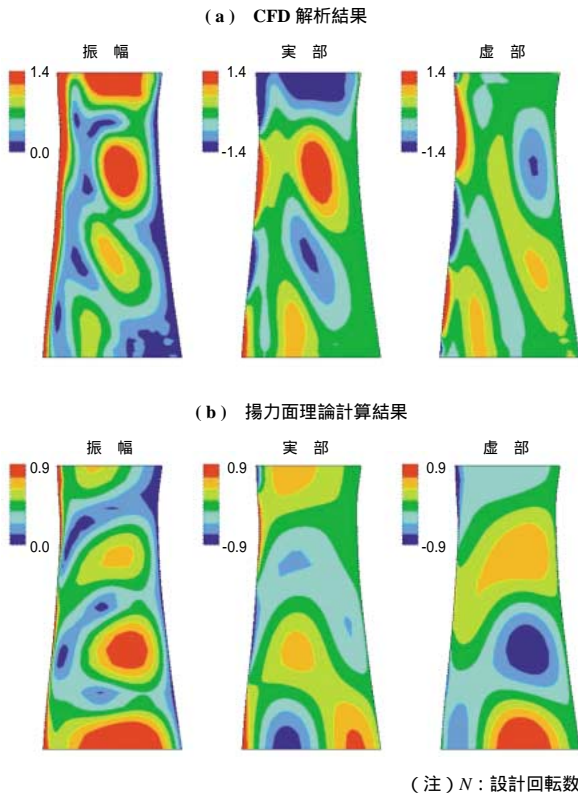 ( a ) CFD 解析結果
振 幅 実 部 虚 部
1.4 1.4 1.4
0.0 -1.4 -1.4
( b ) 揚力面理論計算結果
振 幅 実 部 虚 部
0.9 0.9 0.9
0.0 -0.9 -0.9
( 注 ) N : 設計回転数